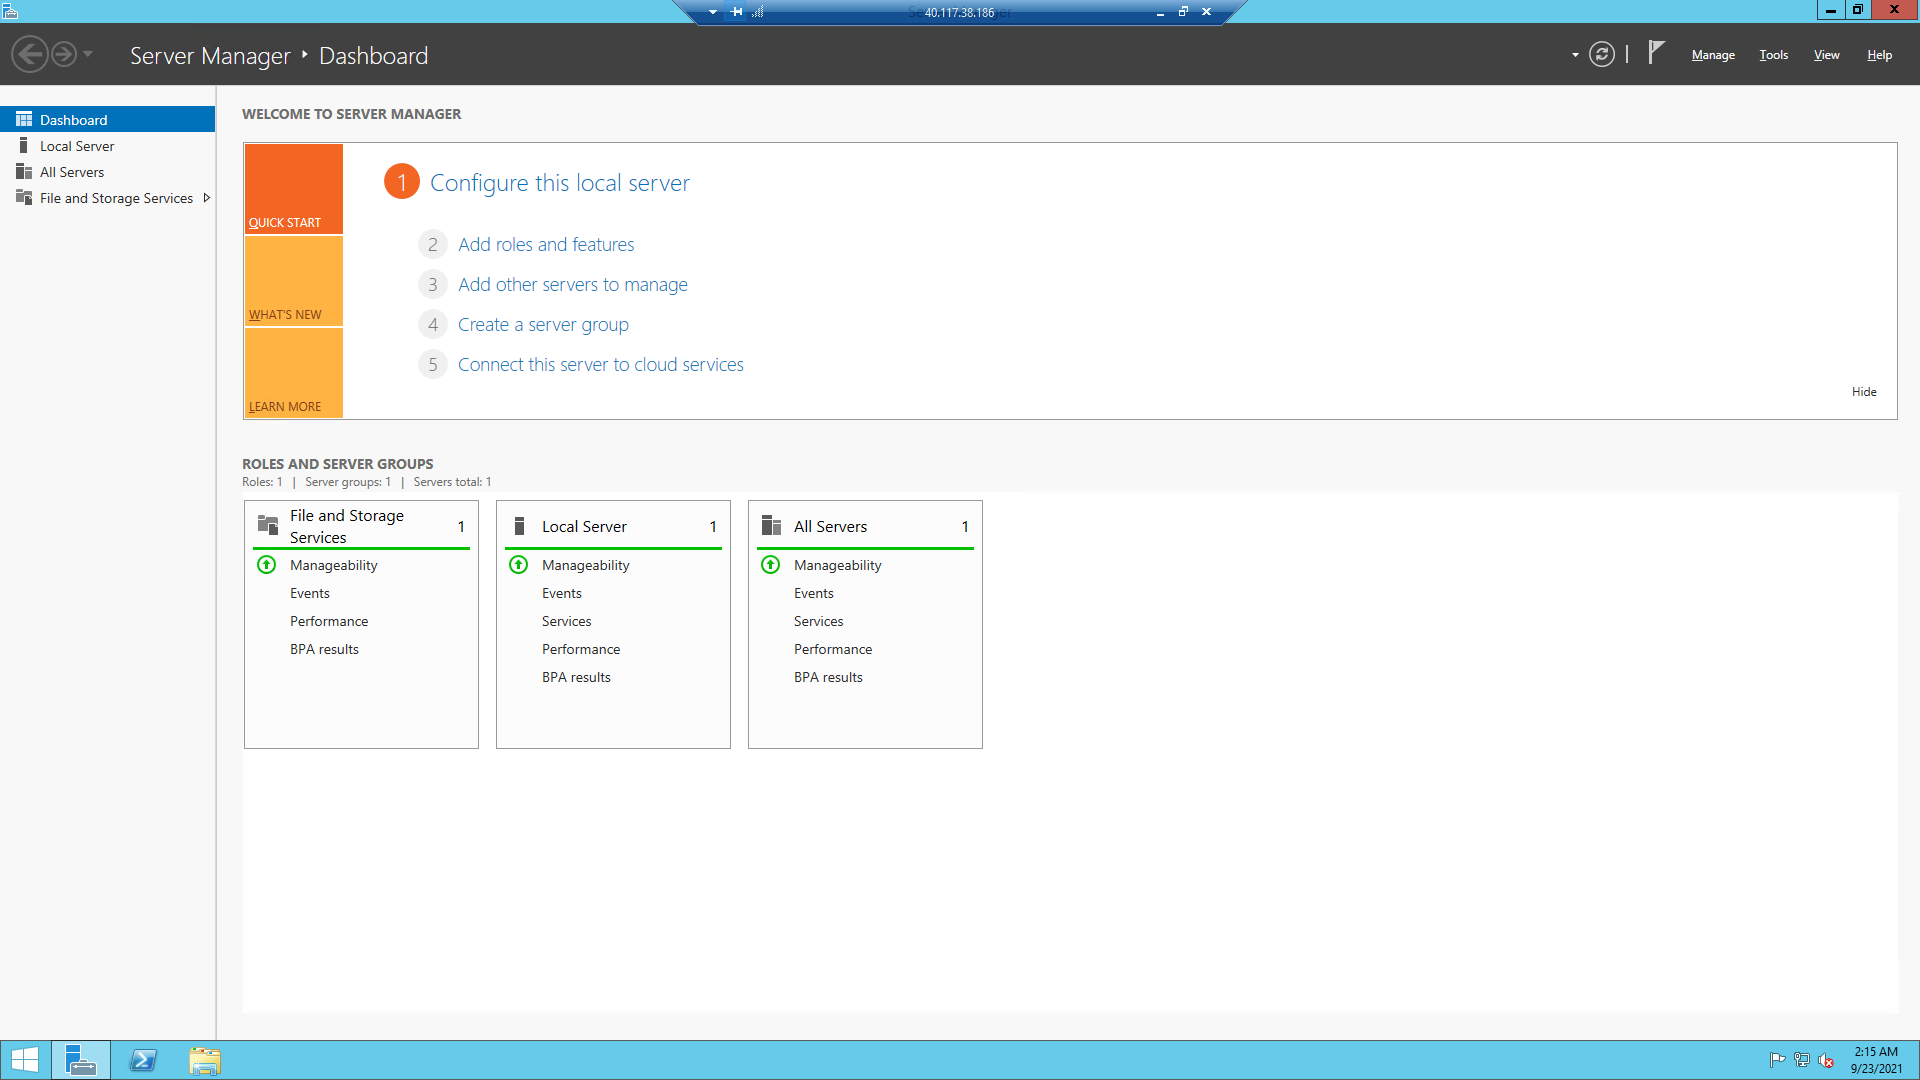 40.117.38.186
Server Manager ‣ Dashboard
Manage
Tools
View
Help
Dashboard
Local Server
All Servers
File and Storage Services
WELCOME TO SERVER MANAGER
QUICK START
WHAT'S NEW
LEARN MORE
1 Configure this local server
2 Add roles and features
3 Add other servers to manage
4 Create a server group
5 Connect this server to cloud services
Hide
ROLES AND SERVER GROUPS
Roles: 1 | Server groups: 1 | Servers total: 1
File and Storage
Services
1
Manageability
Events
Performance
BPA results
Local Server 1
Manageability
Events
Services
Performance
BPA results
All Servers 1
Manageability
Events
Services
Performance
BPA results
2:15 AM
9/23/2021